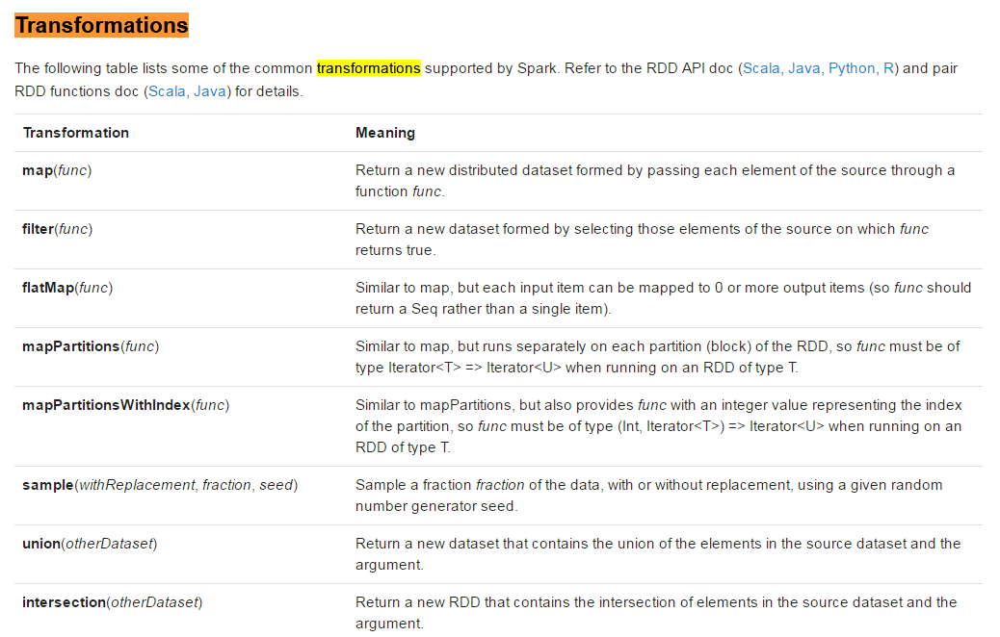 Transformations
The following table lists some of the common transformations supported by Spark. Refer to the RDD API doc (Scala, Java, Python, R) and pair
RDD functions doc (Scala, Java) for details.
Transformation Meaning
map(func) Return a new distributed dataset formed by passing each element of the source through a
function func.
filter(func) Return a new dataset formed by selecting those elements of the source on which func
returns true.
flatMap(func) Similar to map, but each input item can be mapped to 0 or more output items (so func should
return a Seq rather than a single item).
mapPartitions(func) Similar to map, but runs separately on each partition (block) of the RDD, so func must be of
type Iterator<T> => Iterator<U> when running on an RDD of type T.
mapPartitionsWithIndex(func) Similar to mapPartitions, but also provides func with an integer value representing the index
of the partition, so func must be of type (Int, Iterator<T>) => Iterator<U> when running on an
RDD of type T.
sample(withReplacement, fraction, seed) Sample a fraction fraction of the data, with or without replacement, using a given random
number generator seed.
union(otherDataset) Return a new dataset that contains the union of the elements in the source dataset and the
argument.
intersection(otherDataset) Return a new RDD that contains the intersection of elements in the source dataset and the
argument.